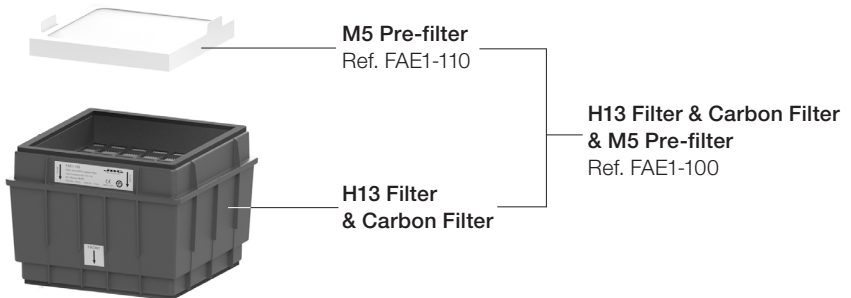 M5 Pre-filter
Ref. FAE1-110
H13 Filter & Carbon Filter
& M5 Pre-filter
Ref. FAE1-100
H13 Filter
& Carbon Filter
JBC